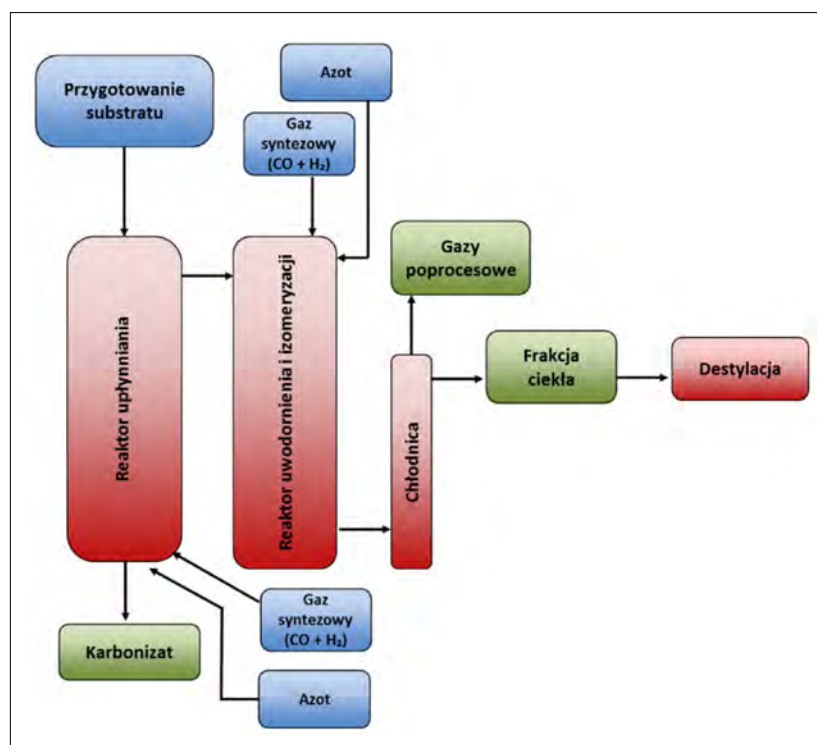 Przygotowanie
substratu
Azot
Gaz
syntezowy
(CO + H₂)
Gazy
poprocesowe
Reaktor upłynniania
Reaktor uwodornienia i izomeryzacji
Chłodnica
Frakcja
ciekła
Destylacja
Gaz
syntezowy
(CO + H₂)
Karbonizat
Azot